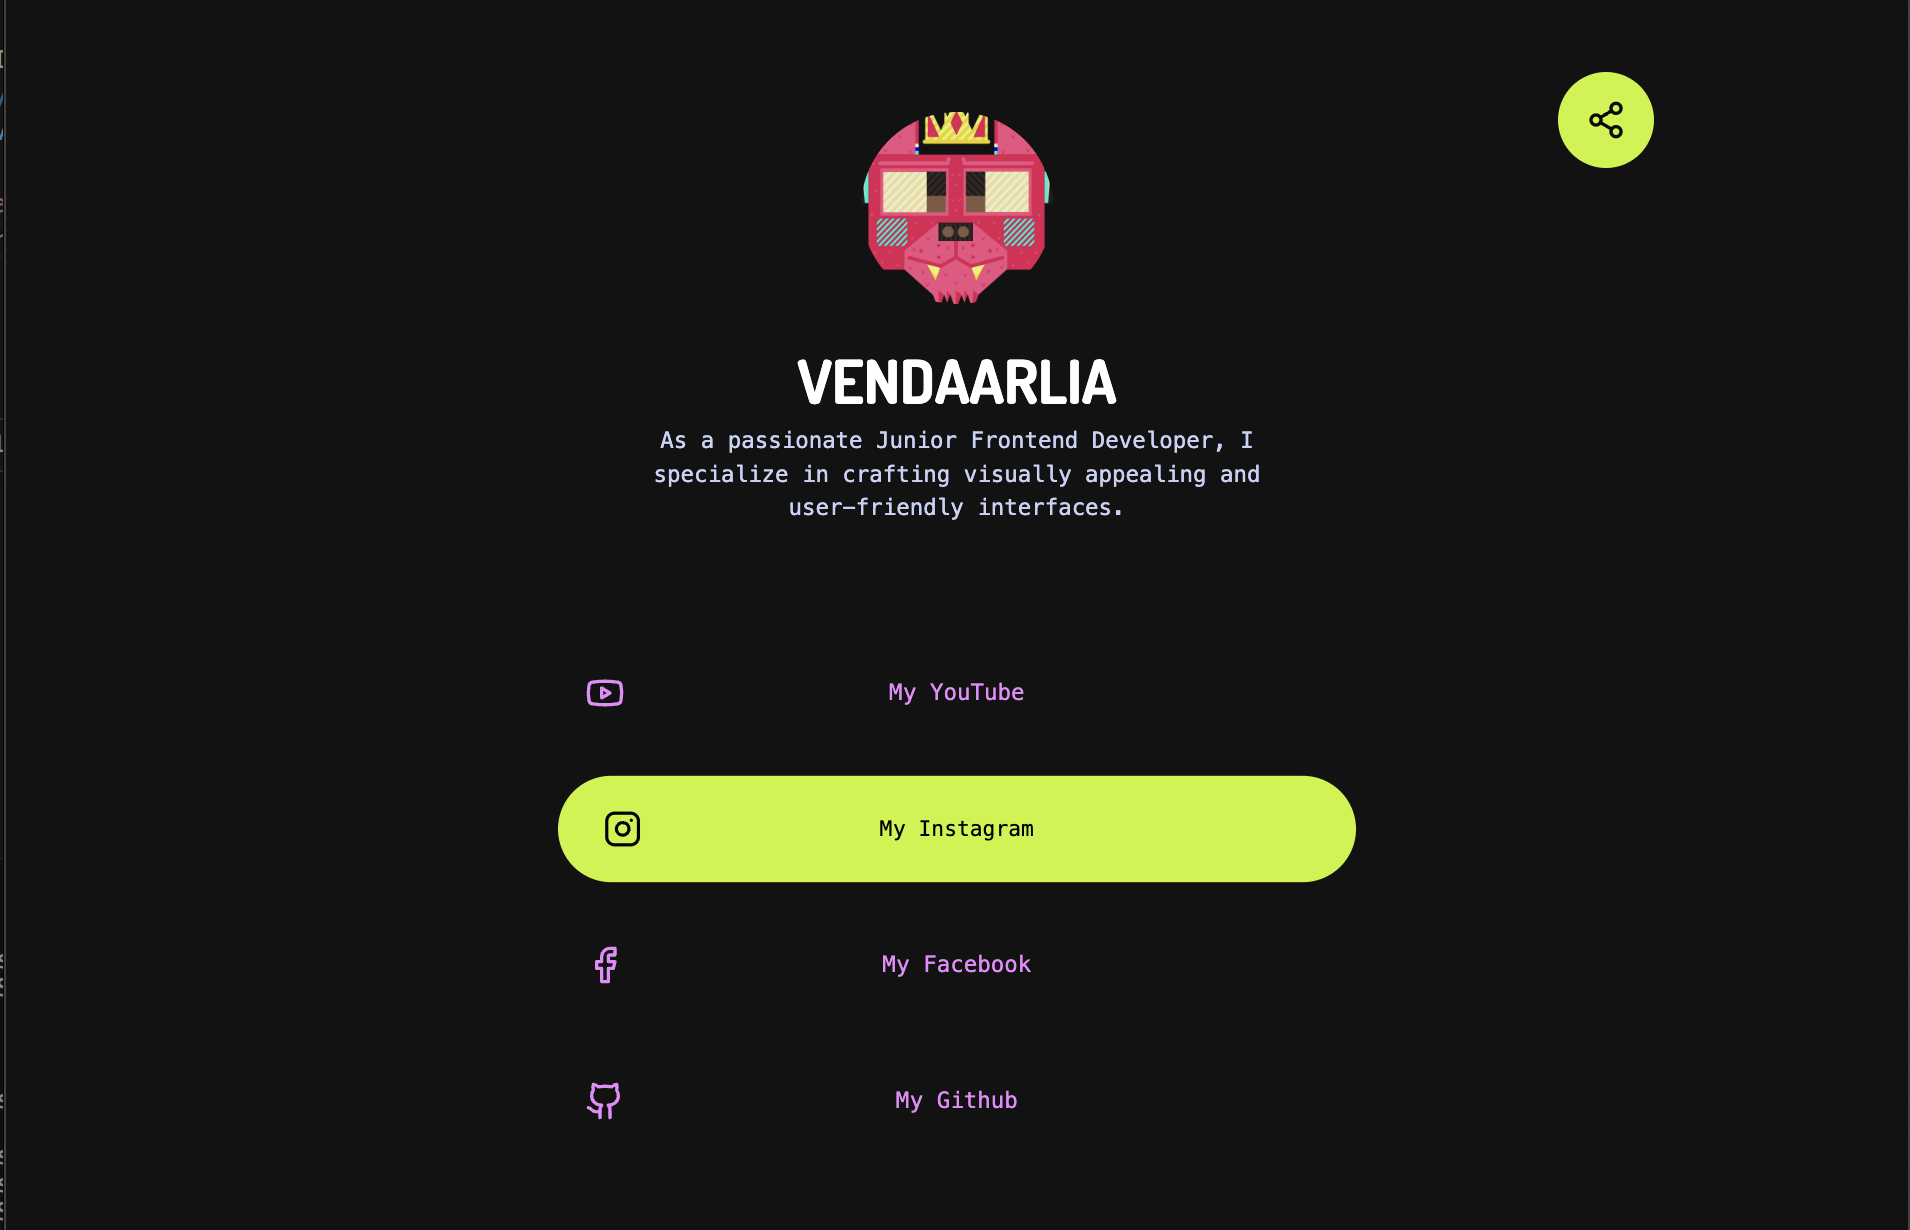 VENDAARLIA
As a passionate Junior Frontend Developer, I
specialize in crafting visually appealing and
user-friendly interfaces.
My YouTube
My Instagram
My Facebook
My Github